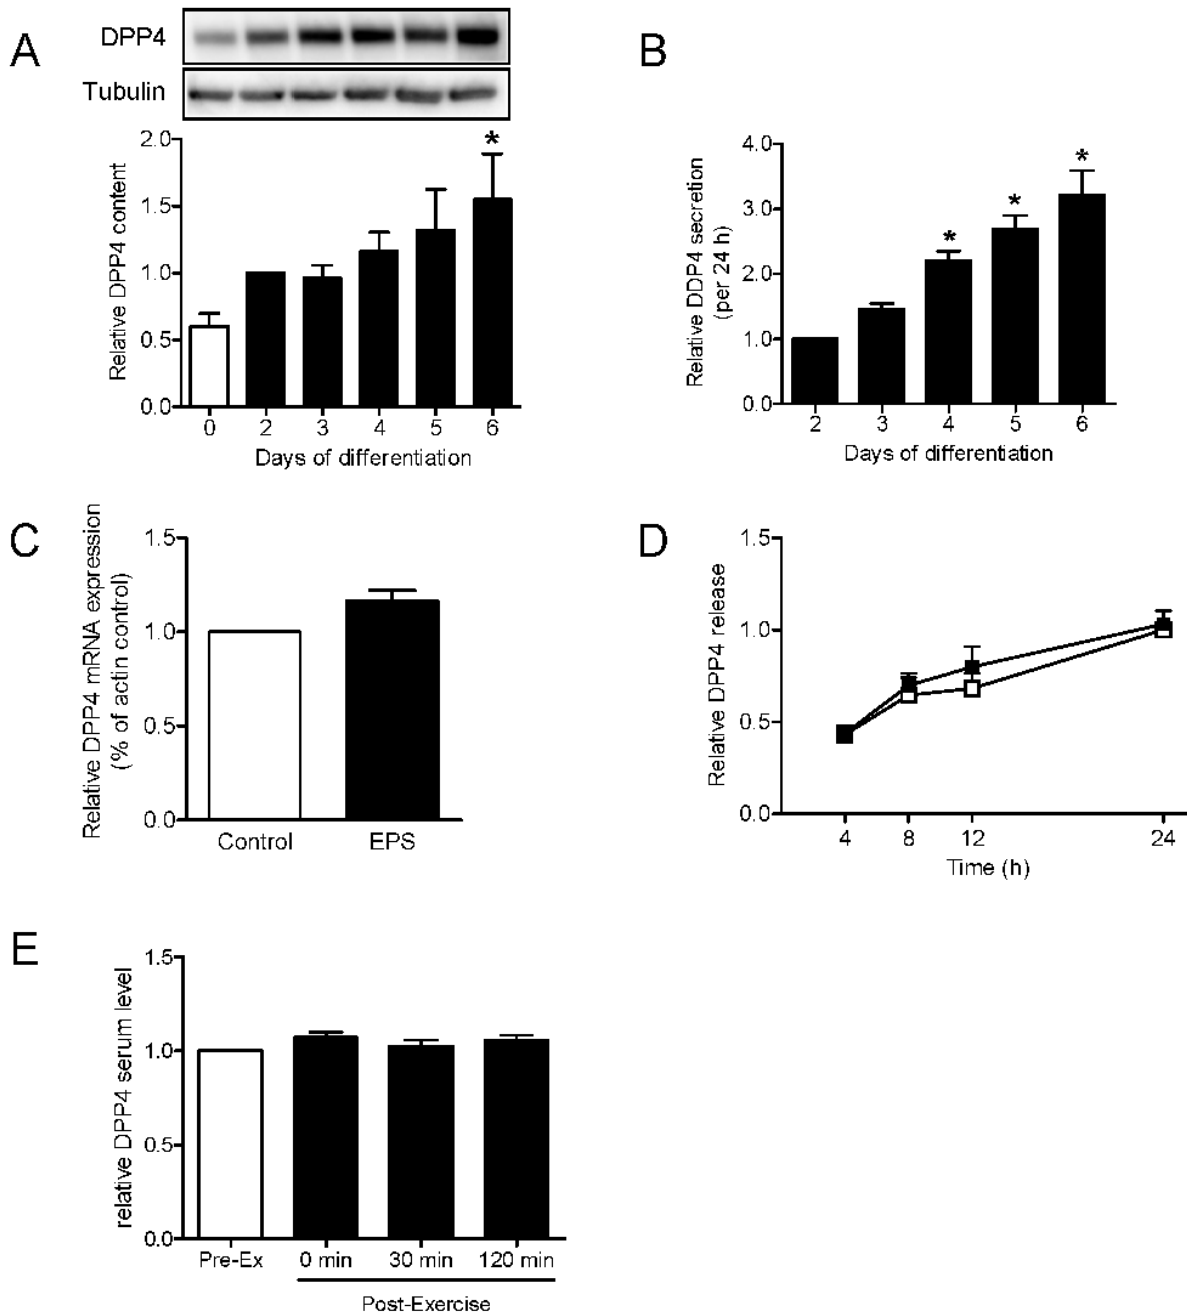 A
DPP4
Tubulin
*
2.0
1.5
1.0
0.5
0.0
Relative DPP4 content
0 2 3 4 5 6
Days of differentiation
B
4.0
3.0
2.0
1.0
0.0
Relative DDP4 secretion
(per 24 h)
* * *
2 3 4 5 6
Days of differentiation
C
1.5
1.0
0.5
0.0
Relative DPP4 mRNA expression
(% of actin control)
Control EPS
D
1.5
1.0
0.5
0.0
Relative DPP4 release
4 8 12 24
Time (h)
E
1.5
1.0
0.5
0.0
relative DPP4 serum level
Pre-Ex 0 min 30 min 120 min
Post-Exercise